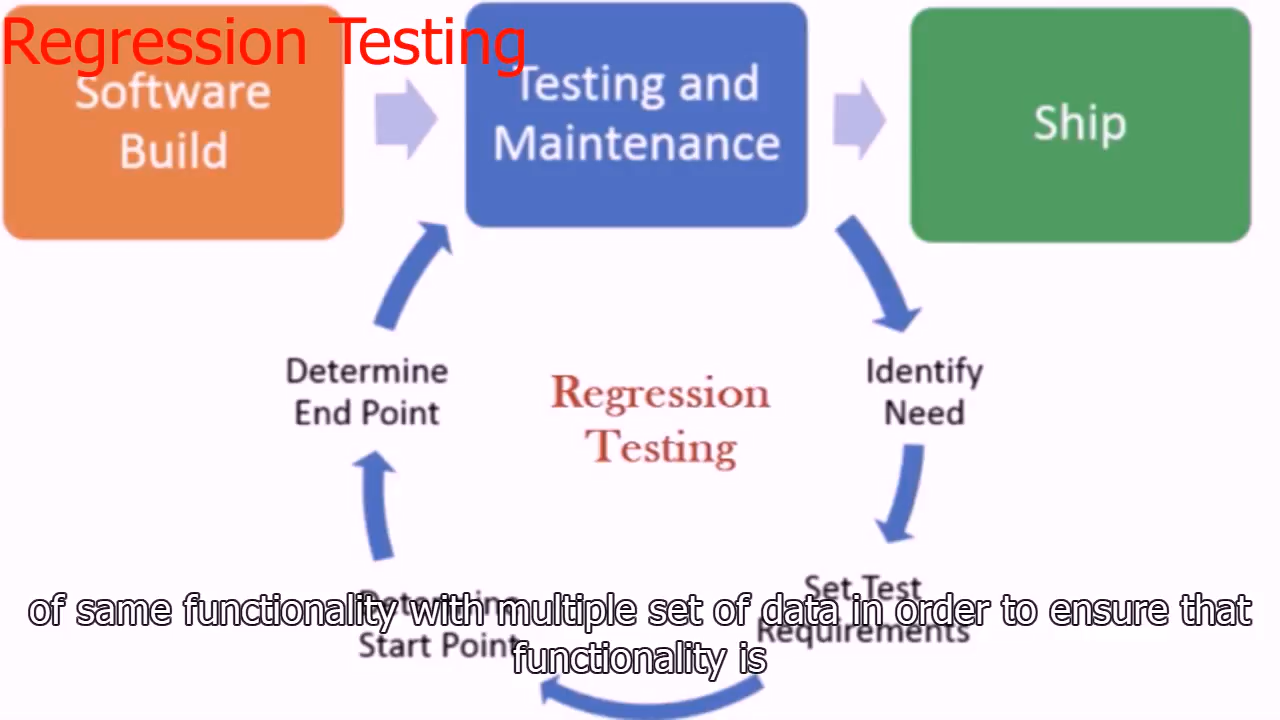 Regression Testing
Software
Build
Testing and
Maintenance
Ship
Determine
End Point
Regression
Testing
Identify
Need
Set Test
Requirements
Determine
Start Point
of same functionality with multiple set of data in order to ensure that
functionality is